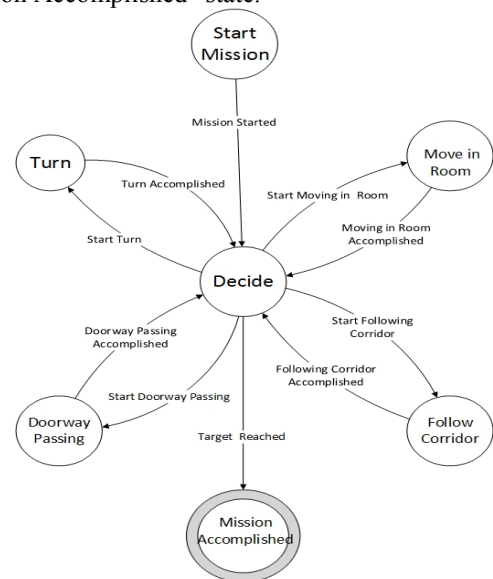 on Accomplished" state.
Start
Mission
Mission Started
Turn
Move in
Room
Turn Accomplished
Start Moving in Room
Start Turn
Moving in Room
Accomplished
Decide
Doorway Passing
Accomplished
Start Following
Corridor
Following Corridor
Accomplished
Start Doorway Passing
Doorway
Passing
Follow
Corridor
Target Reached
Mission
Accomplished